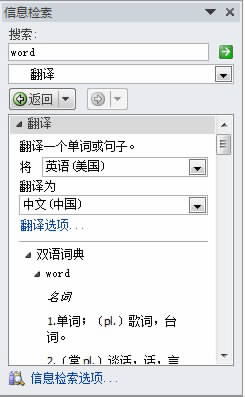 信息检索
搜索:
word
翻译
返回
翻译
翻译一个单词或句子。
将 英语(美国)
翻译为
中文(中国)
翻译选项...
双语词典
word
名词
1.单词; （pl.）歌词，台
词。
2.（常pl.）谈话，话，言
信息检索选项...